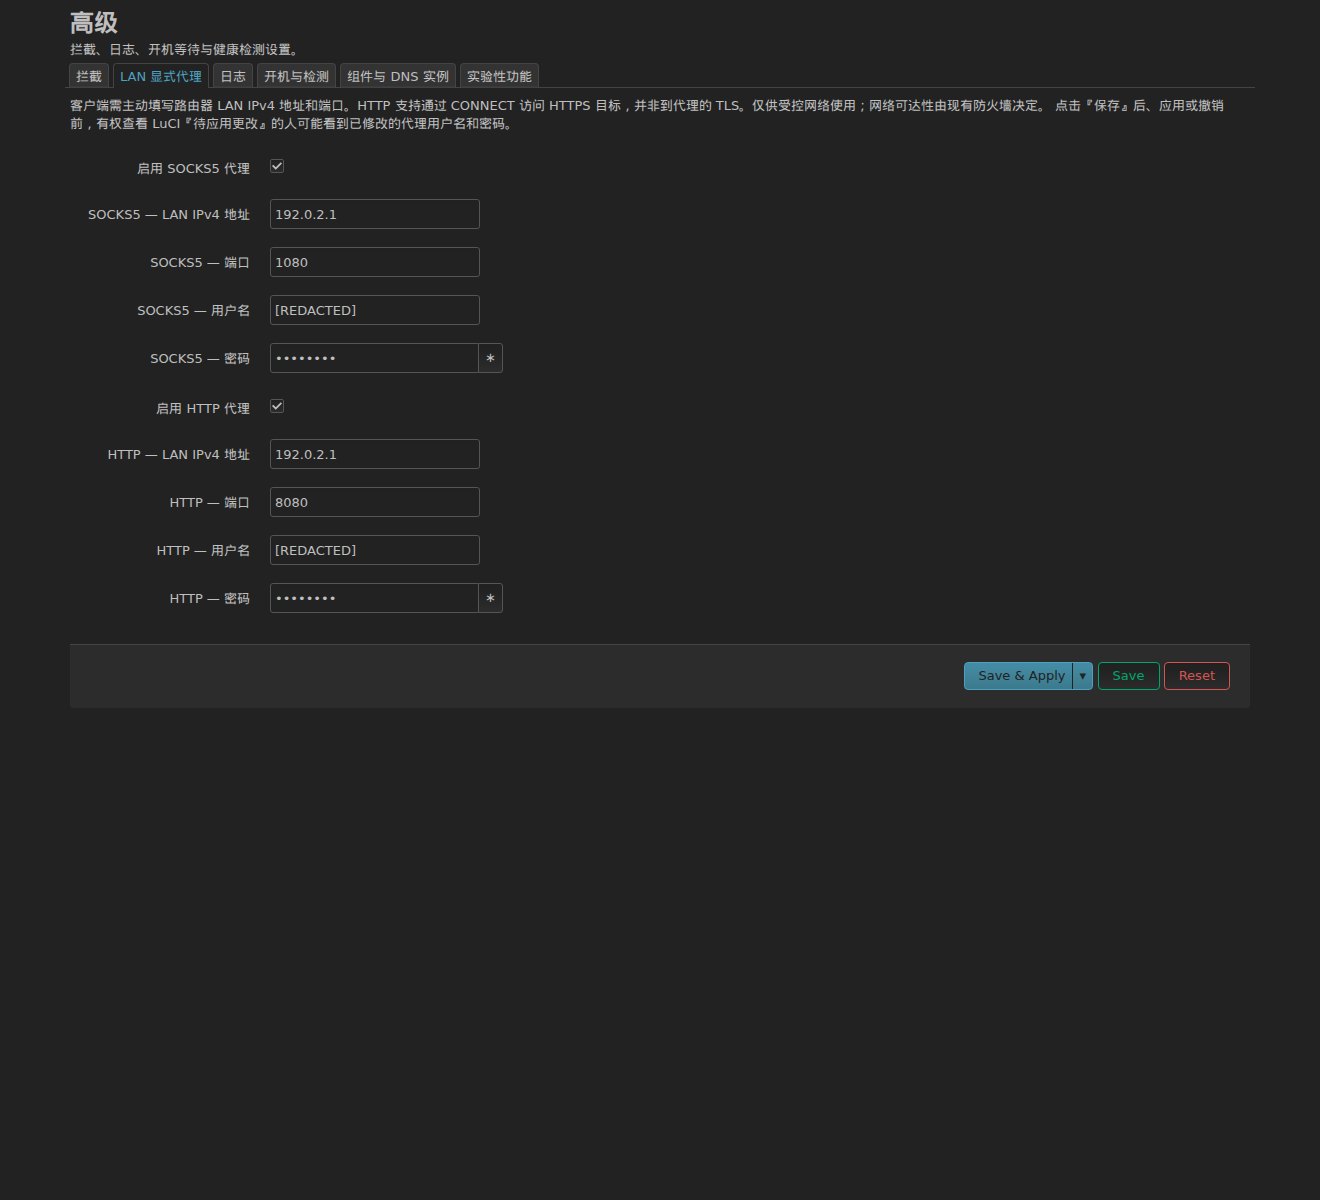 高级
拦截、日志、开机等待与健康检测设置。
拦截
LAN 显式代理
日志
开机与检测
组件与 DNS 实例
实验性功能
客户端需主动填写路由器 LAN IPv4 地址和端口。HTTP 支持通过 CONNECT 访问 HTTPS 目标，并非到代理的 TLS。仅供受控网络使用；网络可达性由现有防火墙决定。 点击『保存』后、应用或撤销
前，有权查看 LuCI『待应用更改』的人可能看到已修改的代理用户名和密码。
启用 SOCKS5 代理
SOCKS5 — LAN IPv4 地址 192.0.2.1
SOCKS5 — 端口 1080
SOCKS5 — 用户名 [REDACTED]
SOCKS5 — 密码 •••••••• ∗
启用 HTTP 代理
HTTP — LAN IPv4 地址 192.0.2.1
HTTP — 端口 8080
HTTP — 用户名 [REDACTED]
HTTP — 密码 •••••••• ∗
Save & Apply ▾ Save Reset